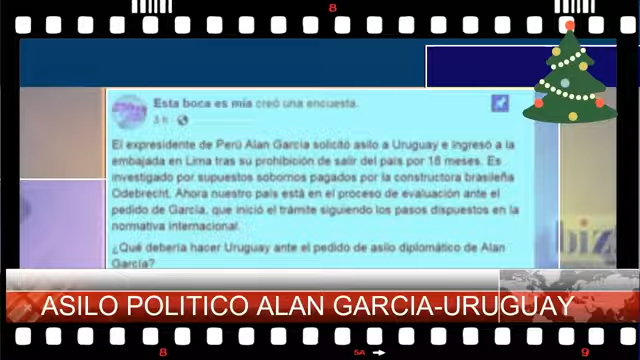 8
Esta boca es mía creó una encuesta.
3 h
El expresidente de Perú Alan García solicitó asilo a Uruguay e ingresó a la
embajada en Lima tras su prohibición de salir del país por 18 meses. Es
investigado por supuestos sobornos pagados por la constructora brasileña
Odebrecht. Ahora nuestro país está en el proceso de evaluación ante el
pedido de García, que inició el trámite siguiendo los pasos dispuestos en la
normativa internacional.
¿Qué debería hacer Uruguay ante el pedido de asilo diplomático de Alan
García?
biz
ASILO POLITICO ALAN GARCIA-URUGUAY
8
5A
9